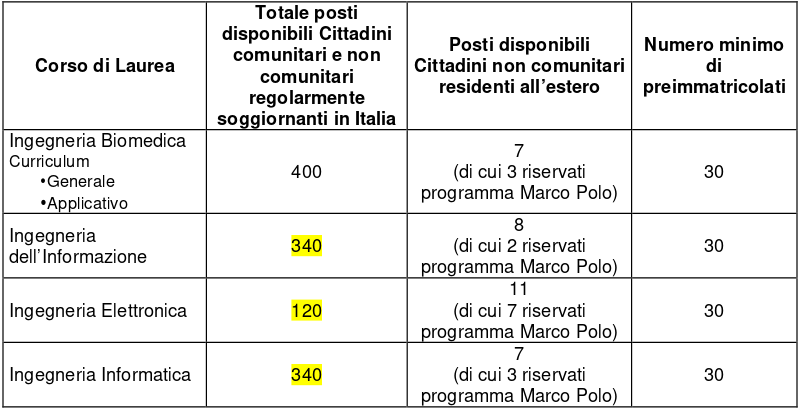 Corso di Laurea
Totale posti
disponibili Cittadini
comunitari e non
comunitari
regolarmente
soggiornanti in Italia
Posti disponibili
Cittadini non comunitari
residenti all'estero
Numero minimo
di
preimmatricolati
Ingegneria Biomedica
Curriculum
•Generale
•Applicativo
400
7
(di cui 3 riservati
programma Marco Polo)
30
Ingegneria
dell'Informazione
340
8
(di cui 2 riservati
programma Marco Polo)
30
Ingegneria Elettronica
120
11
(di cui 7 riservati
programma Marco Polo)
30
Ingegneria Informatica
340
7
(di cui 3 riservati
programma Marco Polo)
30